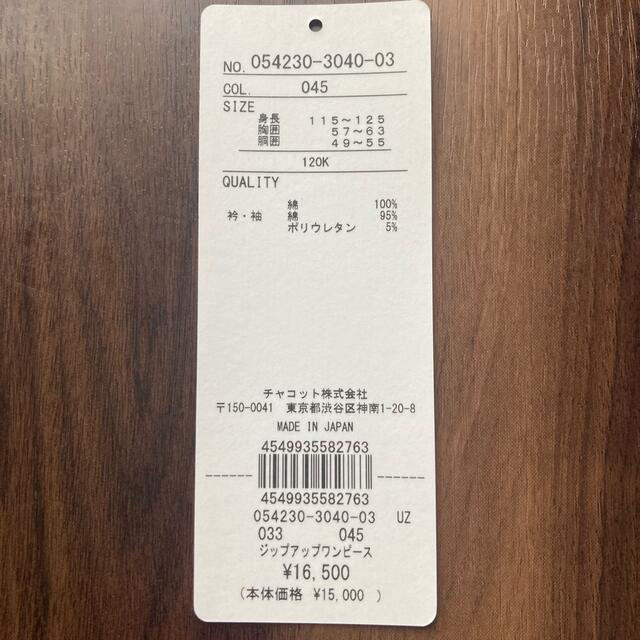 NO. 054230-3040-03
COL. 045
SIZE
身長 115～125
胸囲 57～63
胴囲 49～55
120K
QUALITY
綿 100%
衿・袖 綿 95%
ポリウレタン 5%
チャコット株式会社
〒150-0041 東京都渋谷区神南1-20-8
MADE IN JAPAN
4549935582763
4549935582763
054230-3040-03 UZ
033 045
ジップアップワンピース
¥16,500
(本体価格 ¥15,000 )